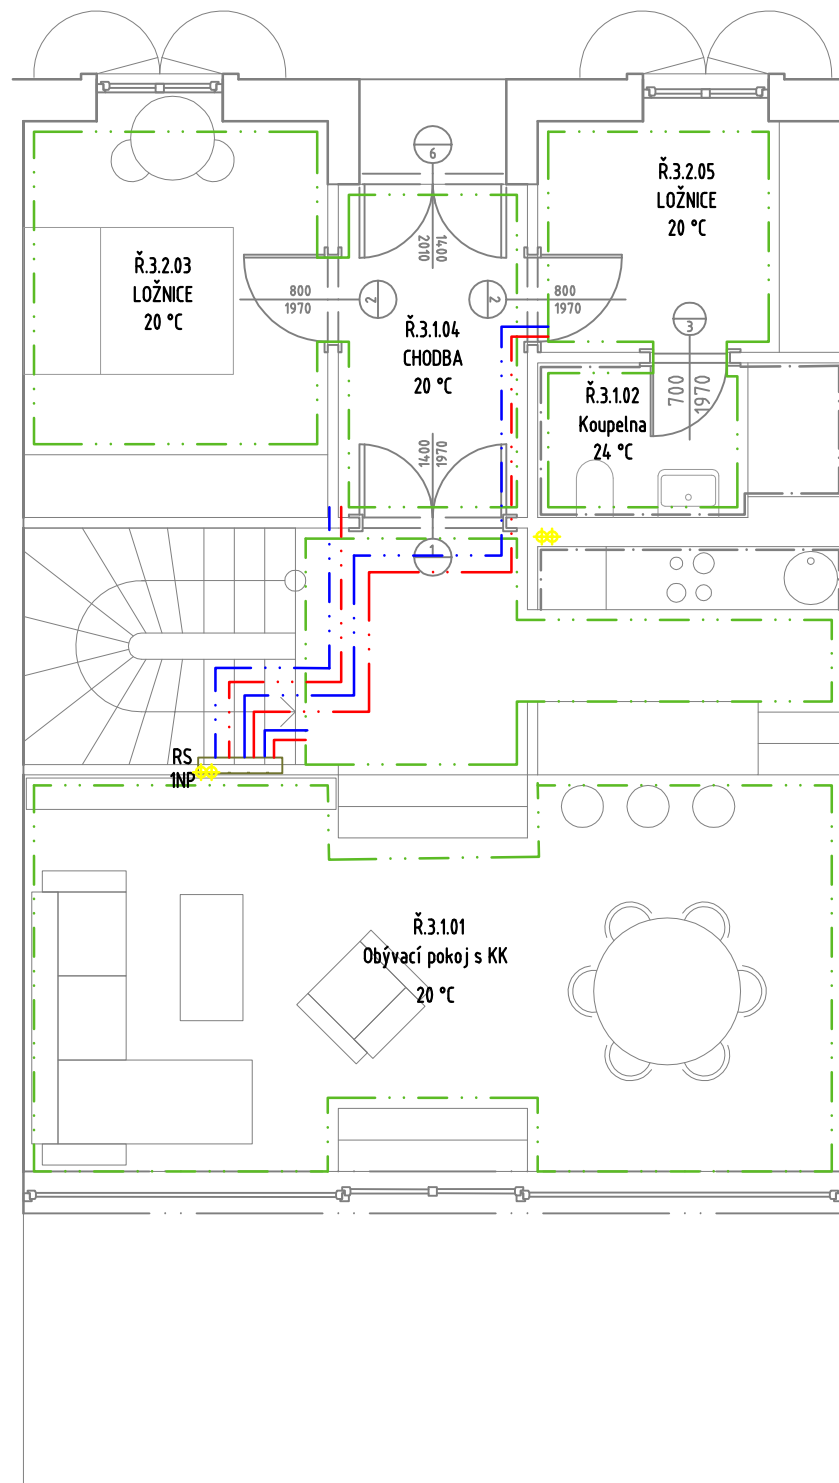 6
Ř.3.2.05
LOŽNICE
20 °C
1400
2010
Ř.3.2.03
LOŽNICE
20 °C
800
1970
2
2
800
1970
3
Ř.3.1.04
CHODBA
20 °C
700
1970
Ř.3.1.02
Koupelna
24 °C
1400
1970
1
RS
1NP
Ř.3.1.01
Obývací pokoj s KK
20 °C